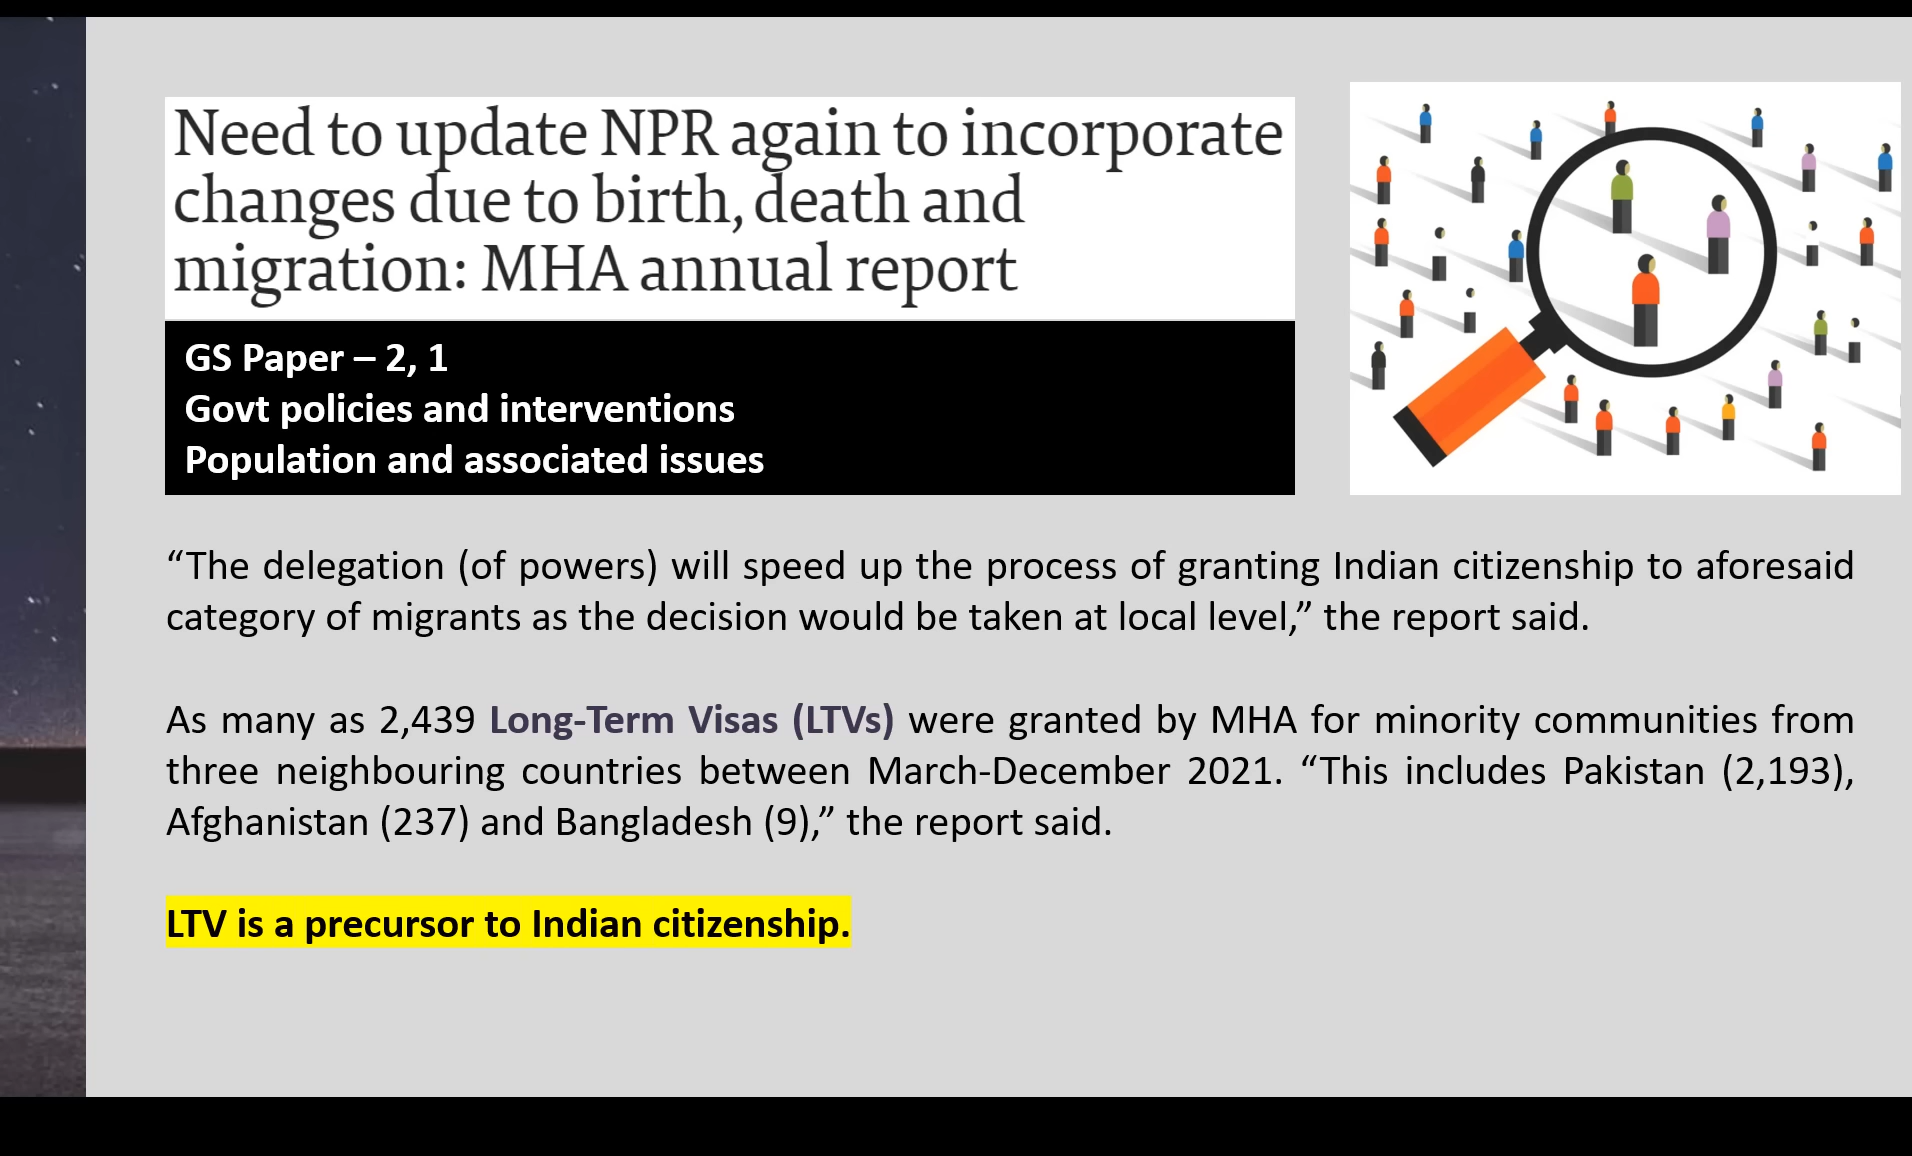 Need to update NPR again to incorporate
changes due to birth, death and
migration: MHA annual report
GS Paper – 2, 1
Govt policies and interventions
Population and associated issues
“The delegation (of powers) will speed up the process of granting Indian citizenship to aforesaid
category of migrants as the decision would be taken at local level,” the report said.
As many as 2,439 Long-Term Visas (LTVs) were granted by MHA for minority communities from
three neighbouring countries between March-December 2021. “This includes Pakistan (2,193),
Afghanistan (237) and Bangladesh (9),” the report said.
LTV is a precursor to Indian citizenship.